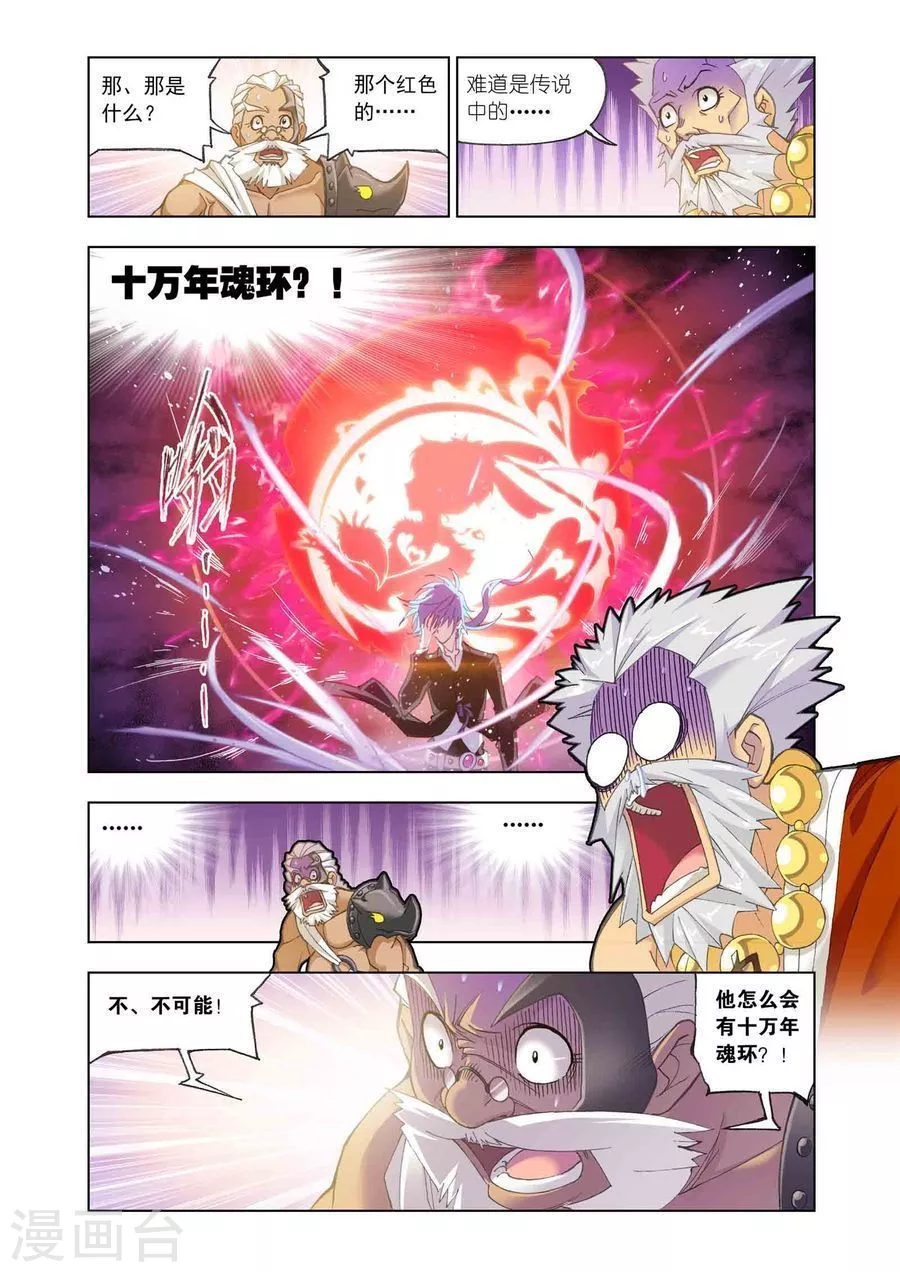 那、那是
什么？
那个红色
的……
难道是传说
中的……
十万年魂环？！
嗡
……
……
不、不可能！
他怎么会
有十万年
魂环？！
漫画台